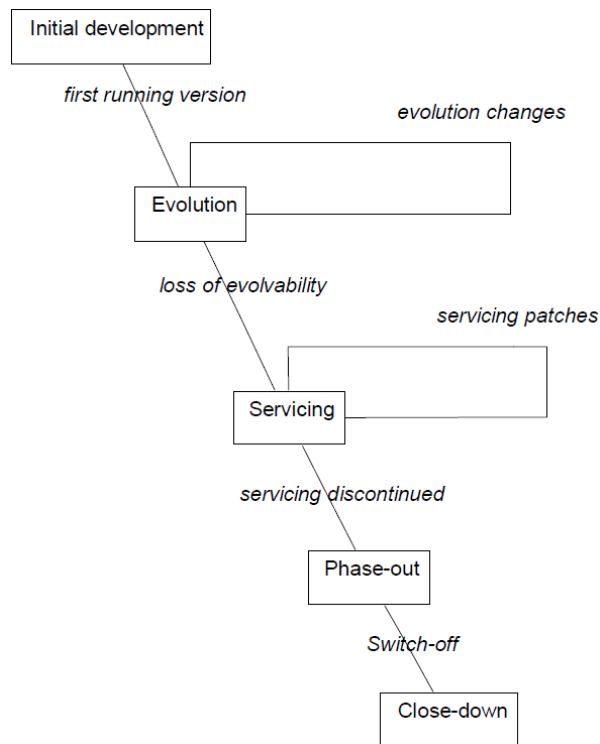 Initial development
first running version
evolution changes
Evolution
loss of evolvability
servicing patches
Servicing
servicing discontinued
Phase-out
Switch-off
Close-down